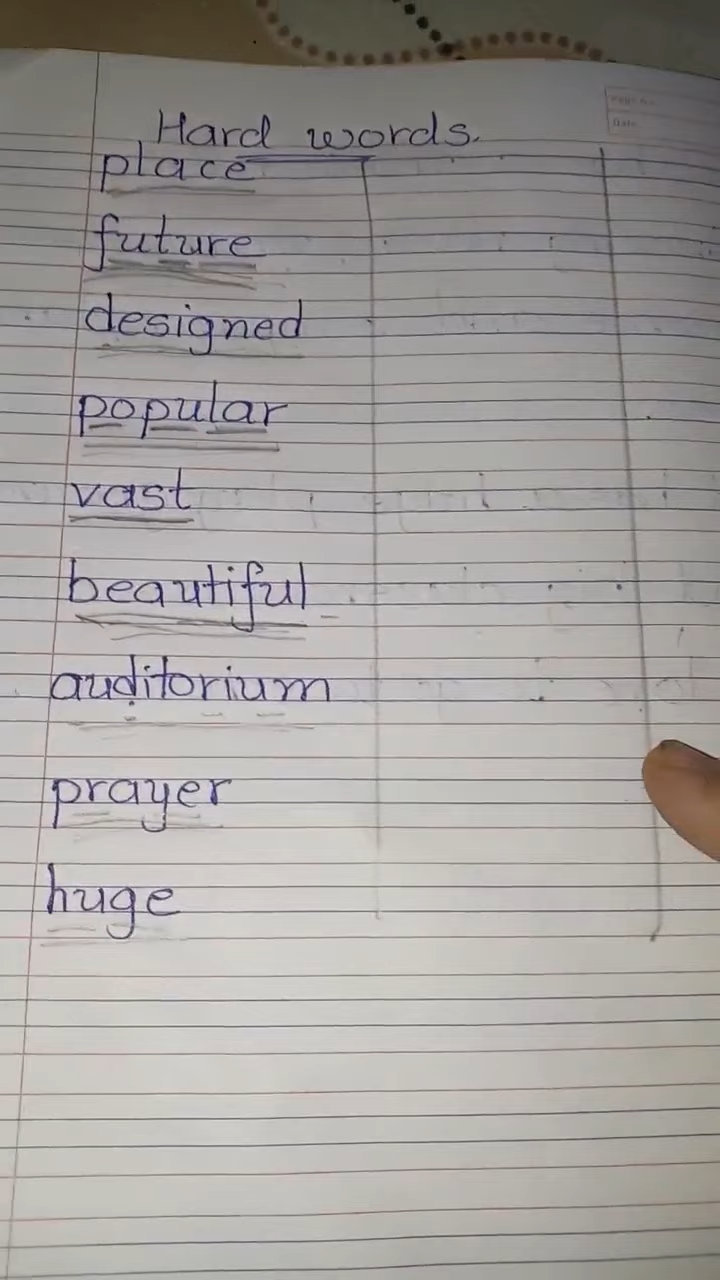 Hard words.
place
future
designed
popular
vast
beautiful
auditorium
prayer
huge